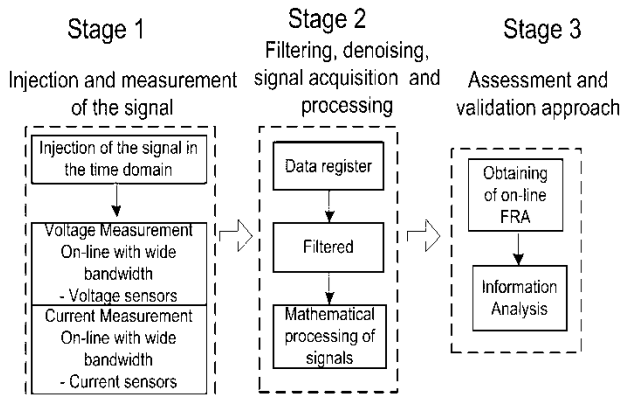 Stage 1
Injection and measurement
of the signal
Injection of the signal in
the time domain
Voltage Measurement
On-line with wide
bandwidth
- Voltage sensors
Current Measurement
On-line with wide
bandwidth
- Current sensors
Stage 2
Filtering, denoising,
signal acquisition and
processing
Data register
Filtered
Mathematical
processing of
signals
Stage 3
Assessment and
validation approach
Obtaining
of on-line
FRA
Information
Analysis